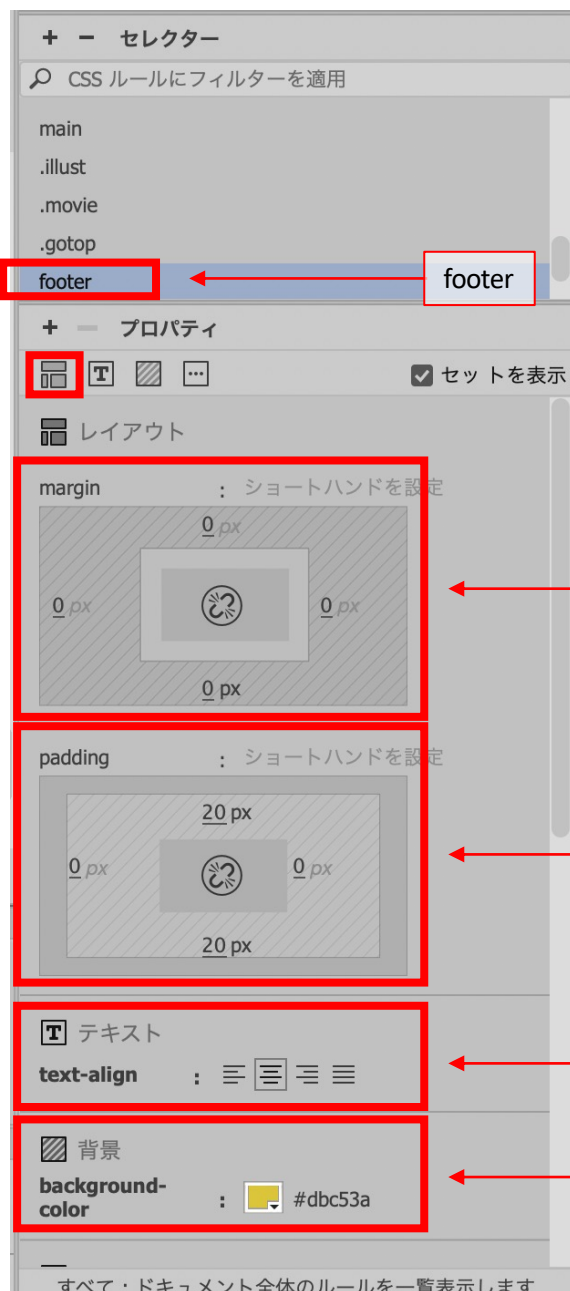 + − セレクター
CSS ルールにフィルターを適用
main
.illust
.movie
.gotop
footer
footer
+ − プロパティ
T
セットを表示
レイアウト
margin : ショートハンドを設定
0 px
0 px
0 px
0 px
padding : ショートハンドを設定
20 px
0 px
0 px
20 px
T テキスト
text-align :
背景
background-
color : #dbc53a
すべて：ドキュメント全体のルールを一覧表示します